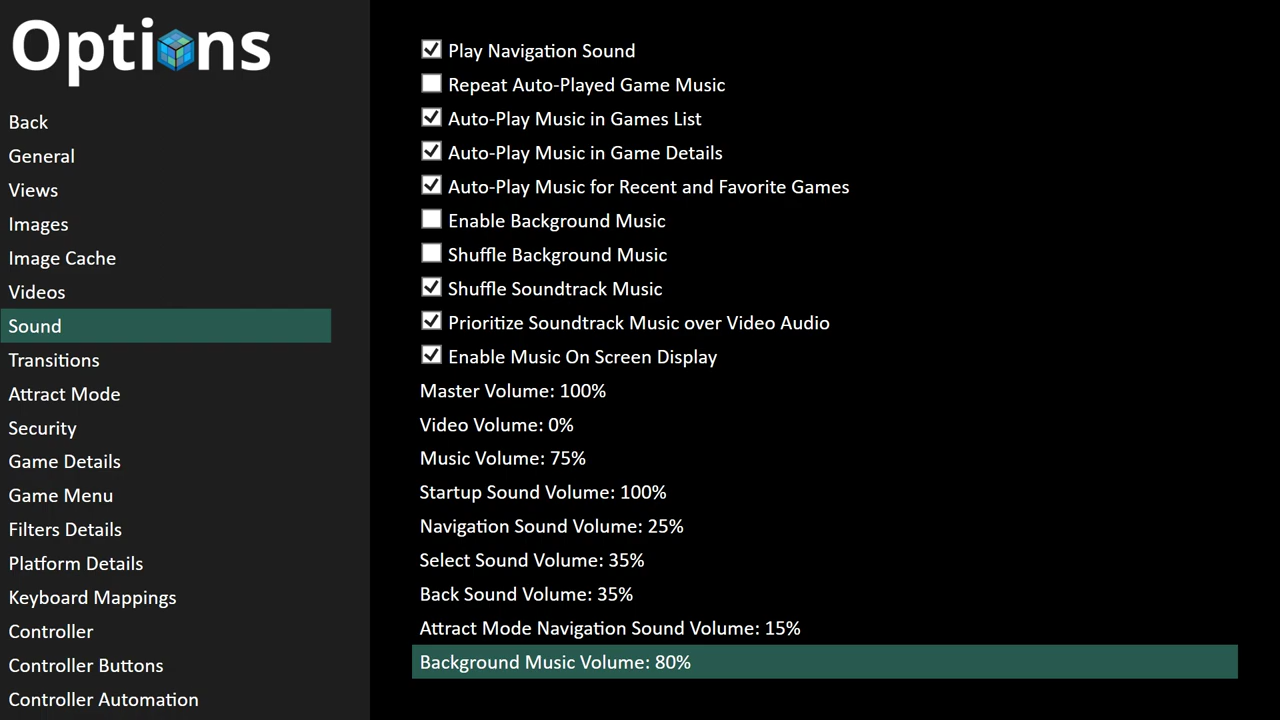 Options
Back
General
Views
Images
Image Cache
Videos
Sound
Transitions
Attract Mode
Security
Game Details
Game Menu
Filters Details
Platform Details
Keyboard Mappings
Controller
Controller Buttons
Controller Automation
Play Navigation Sound
Repeat Auto-Played Game Music
Auto-Play Music in Games List
Auto-Play Music in Game Details
Auto-Play Music for Recent and Favorite Games
Enable Background Music
Shuffle Background Music
Shuffle Soundtrack Music
Prioritize Soundtrack Music over Video Audio
Enable Music On Screen Display
Master Volume: 100%
Video Volume: 0%
Music Volume: 75%
Startup Sound Volume: 100%
Navigation Sound Volume: 25%
Select Sound Volume: 35%
Back Sound Volume: 35%
Attract Mode Navigation Sound Volume: 15%
Background Music Volume: 80%